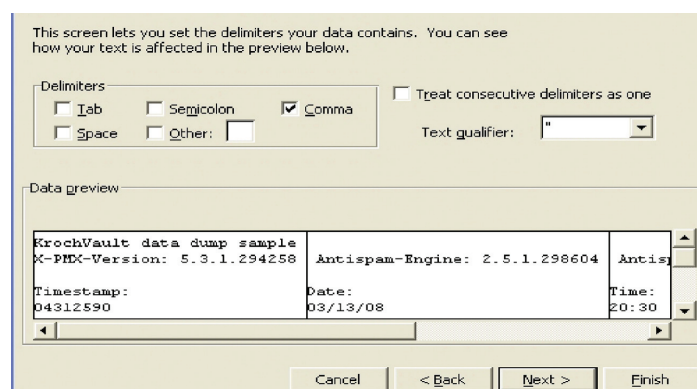 This screen lets you set the delimiters your data contains. You can see
how your text is affected in the preview below.
Delimiters
Tab Semicolon Comma
Space Other:
Treat consecutive delimiters as one
Text qualifier: "
Data preview
KrochVault data dump sample
X-PMX-Version: 5.3.1.294258 Antispam-Engine: 2.5.1.298604
Timestamp: Date: Time:
04312590 03/13/08 20:30
Cancel < Back Next > Finish